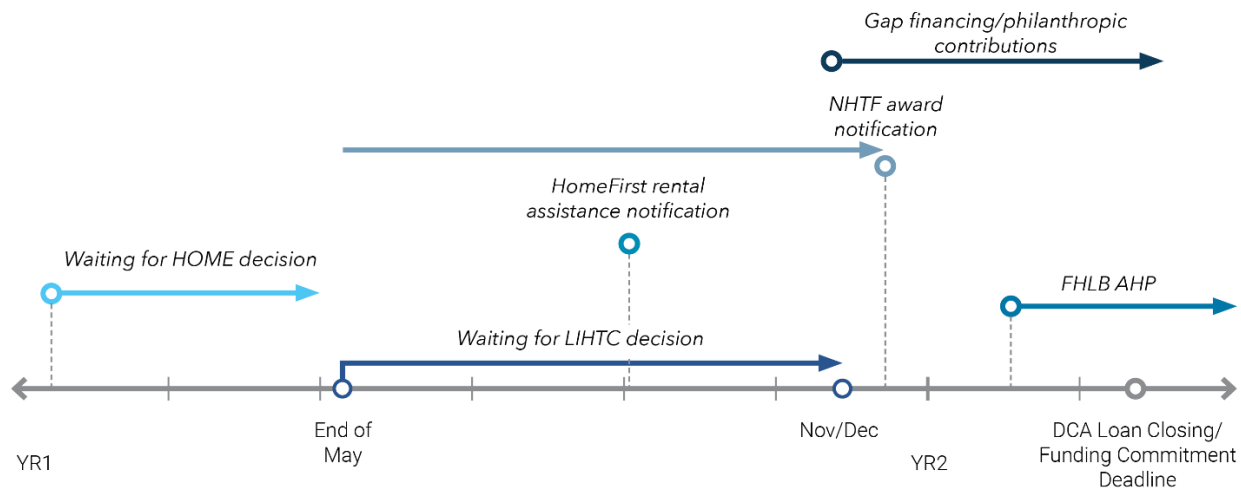 Gap financing/philanthropic
contributions
NHTF award
notification
HomeFirst rental
assistance notification
Waiting for HOME decision
FHLB AHP
Waiting for LIHTC decision
End of
May
Nov/Dec
DCA Loan Closing/
Funding Commitment
Deadline
YR1
YR2